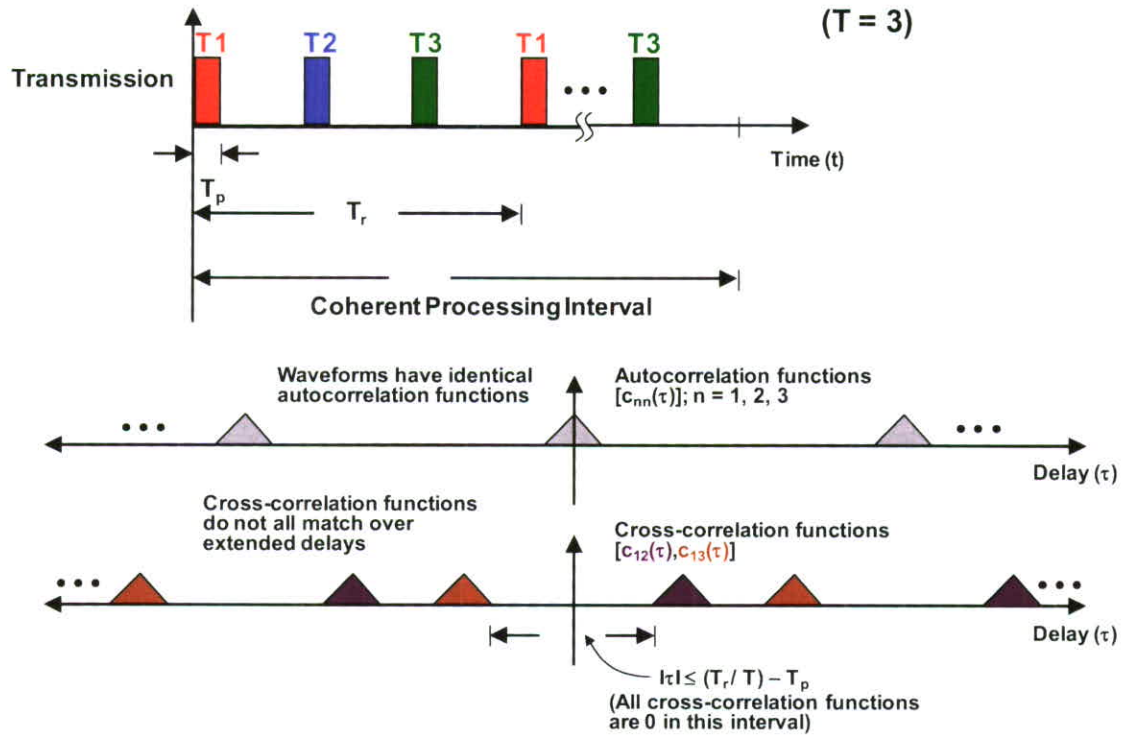 (T = 3)
T1 T2 T3 T1 T3
Transmission
•••
Time (t)
Tₚ
Tᵣ
Coherent Processing Interval
Waveforms have identical
autocorrelation functions
Autocorrelation functions
[cₙₙ(τ)]; n = 1, 2, 3
••• •••
Delay (τ)
Cross-correlation functions
do not all match over
extended delays
Cross-correlation functions
[c₁₂(τ),c₁₃(τ)]
••• •••
Delay (τ)
|τ| ≤ (Tᵣ/ T) – Tₚ
(All cross-correlation functions
are 0 in this interval)